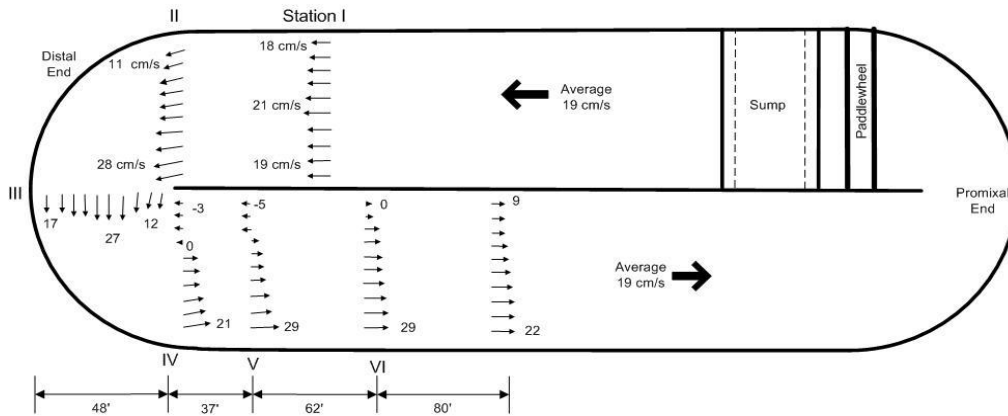 II
Station I
Distal
End
11 cm/s
18 cm/s
21 cm/s
Average
19 cm/s
Sump
Paddlewheel
28 cm/s
19 cm/s
III
Promixal
End
17
27
12
-3
-5
0
9
0
Average
19 cm/s
21
29
29
22
IV
V
VI
48'
37'
62'
80'